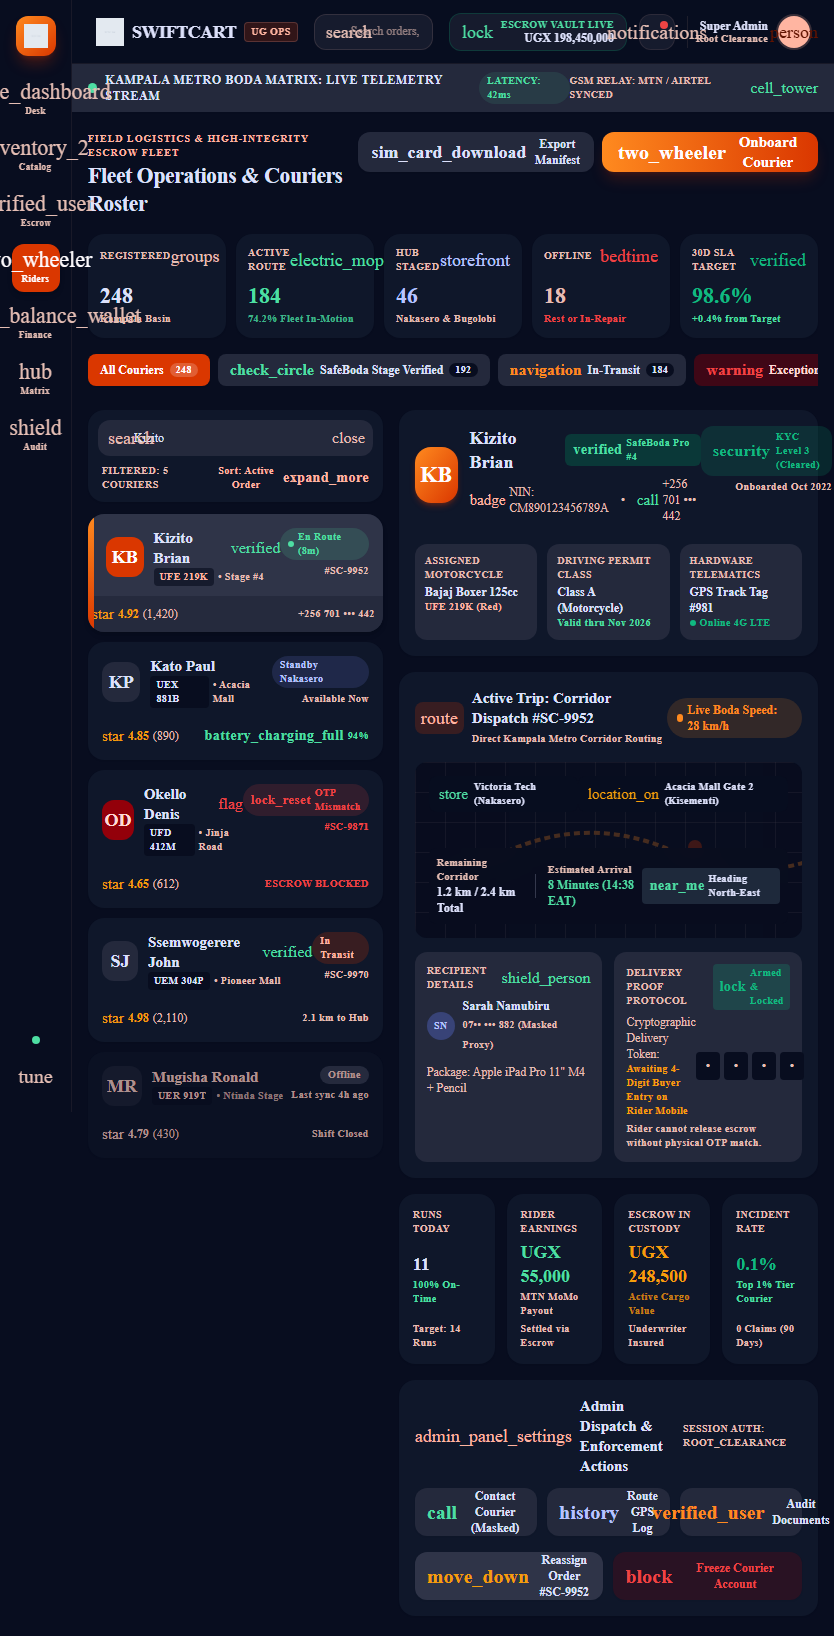 SWIFTCART
UG OPS
search
Search orders,
lock
ESCROW VAULT LIVE
UGX 198,450,000
notifications
Super Admin
Root Clearance
person
e_dashboard
Desk
ventory_2
Catalog
rified_user
Escrow
vo_wheeler
Riders
_balance_wallet
Finance
hub
Matrix
shield
Audit
tune
KAMPALA METRO BODA MATRIX: LIVE TELEMETRY
STREAM
LATENCY:
42ms
GSM RELAY: MTN / AIRTEL
SYNCED
cell_tower
FIELD LOGISTICS & HIGH-INTEGRITY
ESCROW FLEET
Fleet Operations & Couriers
Roster
sim_card_download
Export
Manifest
two_wheeler
Onboard
Courier
REGISTERED
groups
248
Kampala Basin
ACTIVE
ROUTE
electric_mop
184
74.2% Fleet In-Motion
HUB
STAGED
storefront
46
Nakasero & Bugolobi
OFFLINE
bedtime
18
Rest or In-Repair
30D SLA
TARGET
verified
98.6%
+0.4% from Target
All Couriers 248
check_circle SafeBoda Stage Verified 192
navigation In-Transit 184
warning Exception
search
Kizito
close
FILTERED: 5
COURIERS
Sort: Active
Order
expand_more
KB
Kizito
Brian
verified
En Route
(8m)
UFE 219K • Stage #4
#SC-9952
star 4.92 (1,420)
+256 701 ••• 442
KP
Kato Paul
UEX
881B
• Acacia
Mall
Standby
Nakasero
Available Now
star 4.85 (890)
battery_charging_full 94%
OD
Okello
Denis
flag
lock_reset
OTP
Mismatch
UFD
412M
• Jinja
Road
#SC-9871
star 4.65 (612)
ESCROW BLOCKED
SJ
Ssemwogerere
John
verified
In
Transit
UEM 304P • Pioneer Mall
#SC-9970
star 4.98 (2,110)
2.1 km to Hub
MR
Mugisha Ronald
Offline
UER 919T • Ntinda Stage
Last sync 4h ago
star 4.79 (430)
Shift Closed
KB
Kizito
Brian
verified
SafeBoda Pro
#4
security
KYC
Level 3
(Cleared)
badge
NIN:
CM890123456789A
•
call
+256
701 •••
442
Onboarded Oct 2022
ASSIGNED
MOTORCYCLE
Bajaj Boxer 125cc
UFE 219K (Red)
DRIVING PERMIT
CLASS
Class A
(Motorcycle)
Valid thru Nov 2026
HARDWARE
TELEMATICS
GPS Track Tag
#981
Online 4G LTE
route
Active Trip: Corridor
Dispatch #SC-9952
Direct Kampala Metro Corridor Routing
Live Boda Speed:
28 km/h
store
Victoria Tech
(Nakasero)
location_on
Acacia Mall Gate 2
(Kisementi)
Remaining
Corridor
1.2 km / 2.4 km
Total
Estimated Arrival
8 Minutes (14:38
EAT)
near_me
Heading
North-East
RECIPIENT
DETAILS
shield_person
SN
Sarah Namubiru
07•• ••• 882 (Masked
Proxy)
Package: Apple iPad Pro 11" M4
+ Pencil
DELIVERY
PROOF
PROTOCOL
lock
Armed
&
Locked
Cryptographic
Delivery
Token:
Awaiting 4-
Digit Buyer
Entry on
Rider Mobile
• • • •
Rider cannot release escrow
without physical OTP match.
RUNS
TODAY
11
100% On-
Time
Target: 14
Runs
RIDER
EARNINGS
UGX
55,000
MTN MoMo
Payout
Settled via
Escrow
ESCROW IN
CUSTODY
UGX
248,500
Active Cargo
Value
Underwriter
Insured
INCIDENT
RATE
0.1%
Top 1% Tier
Courier
0 Claims (90
Days)
admin_panel_settings
Admin
Dispatch &
Enforcement
Actions
SESSION AUTH:
ROOT_CLEARANCE
call
Contact
Courier
(Masked)
history
Route
GPS
Log
verified_user
Audit
Documents
move_down
Reassign
Order
#SC-9952
block
Freeze Courier
Account